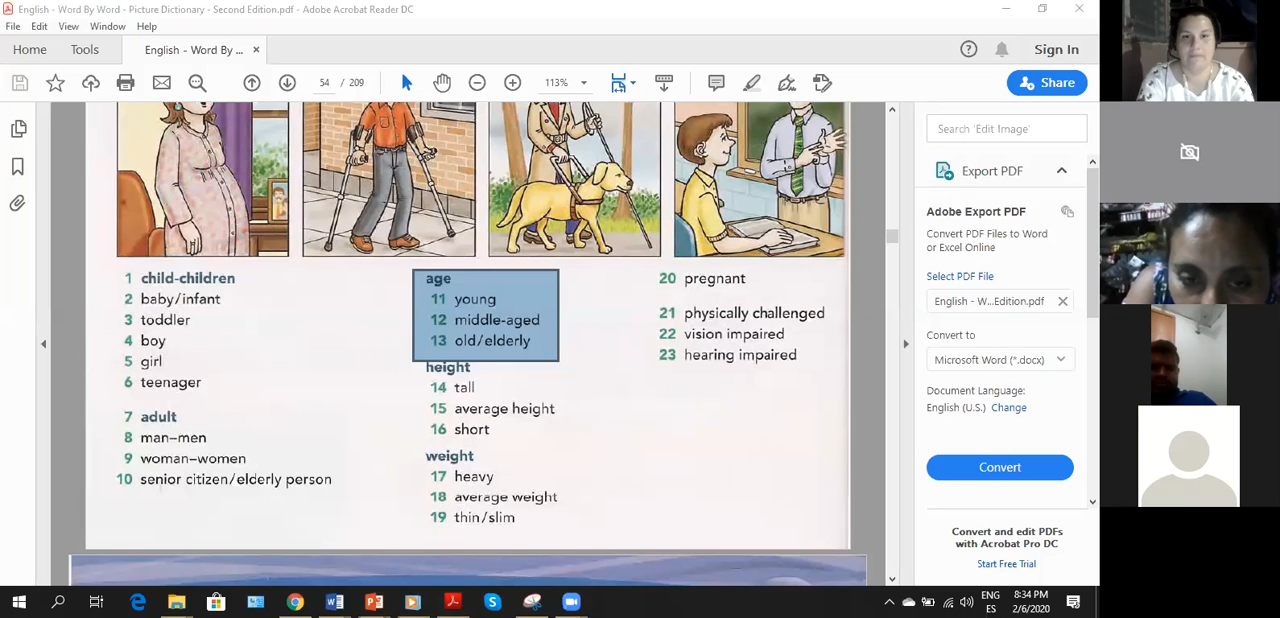 English - Word By Word - Picture Dictionary - Second Edition.pdf - Adobe Acrobat Reader DC
File Edit View Window Help
Home Tools English - Word By ... × Sign In
54 / 209 113% Share
Search 'Edit Image'
Export PDF
Adobe Export PDF
Convert PDF Files to Word
or Excel Online
Select PDF File
English - W...Edition.pdf
Convert to
Microsoft Word (*.docx)
Document Language:
English (U.S.) Change
Convert
Convert and edit PDFs
with Acrobat Pro DC
Start Free Trial
1 child-children
2 baby/infant
3 toddler
4 boy
5 girl
6 teenager
7 adult
8 man–men
9 woman–women
10 senior citizen/elderly person
age
11 young
12 middle-aged
13 old/elderly
height
14 tall
15 average height
16 short
weight
17 heavy
18 average weight
19 thin/slim
20 pregnant
21 physically challenged
22 vision impaired
23 hearing impaired
ENG 8:34 PM
ES 2/6/2020